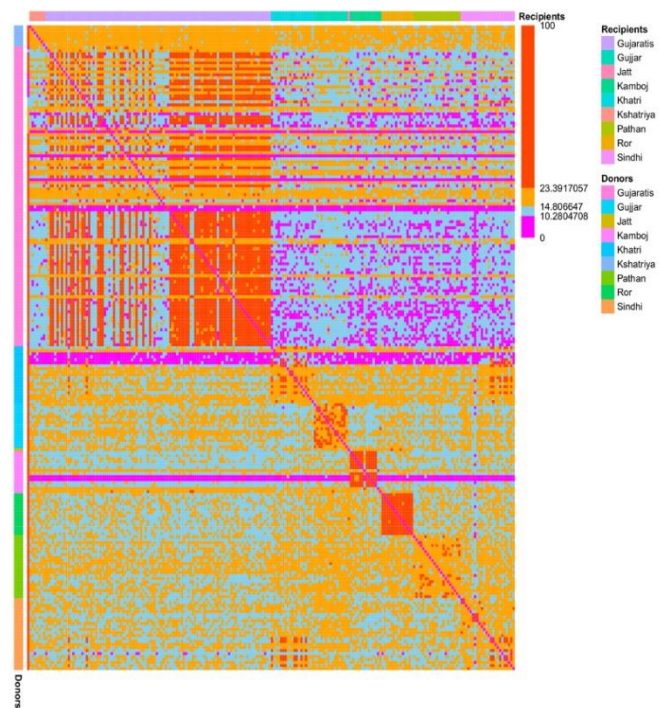 Recipients
100
23.3917057
14.806647
10.2804708
0
Recipients
Gujaratis
Gujjar
Jatt
Kamboj
Khatri
Kshatriya
Pathan
Ror
Sindhi
Donors
Gujaratis
Gujjar
Jatt
Kamboj
Khatri
Kshatriya
Pathan
Ror
Sindhi
Donors